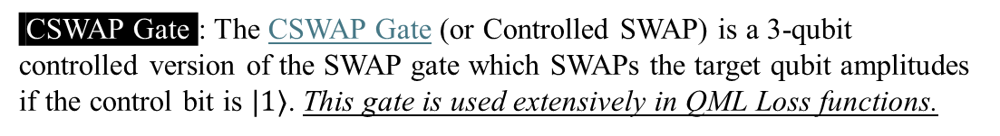 CSWAP Gate : The CSWAP Gate (or Controlled SWAP) is a 3-qubit
controlled version of the SWAP gate which SWAPs the target qubit amplitudes
if the control bit is |1⟩. This gate is used extensively in QML Loss functions.